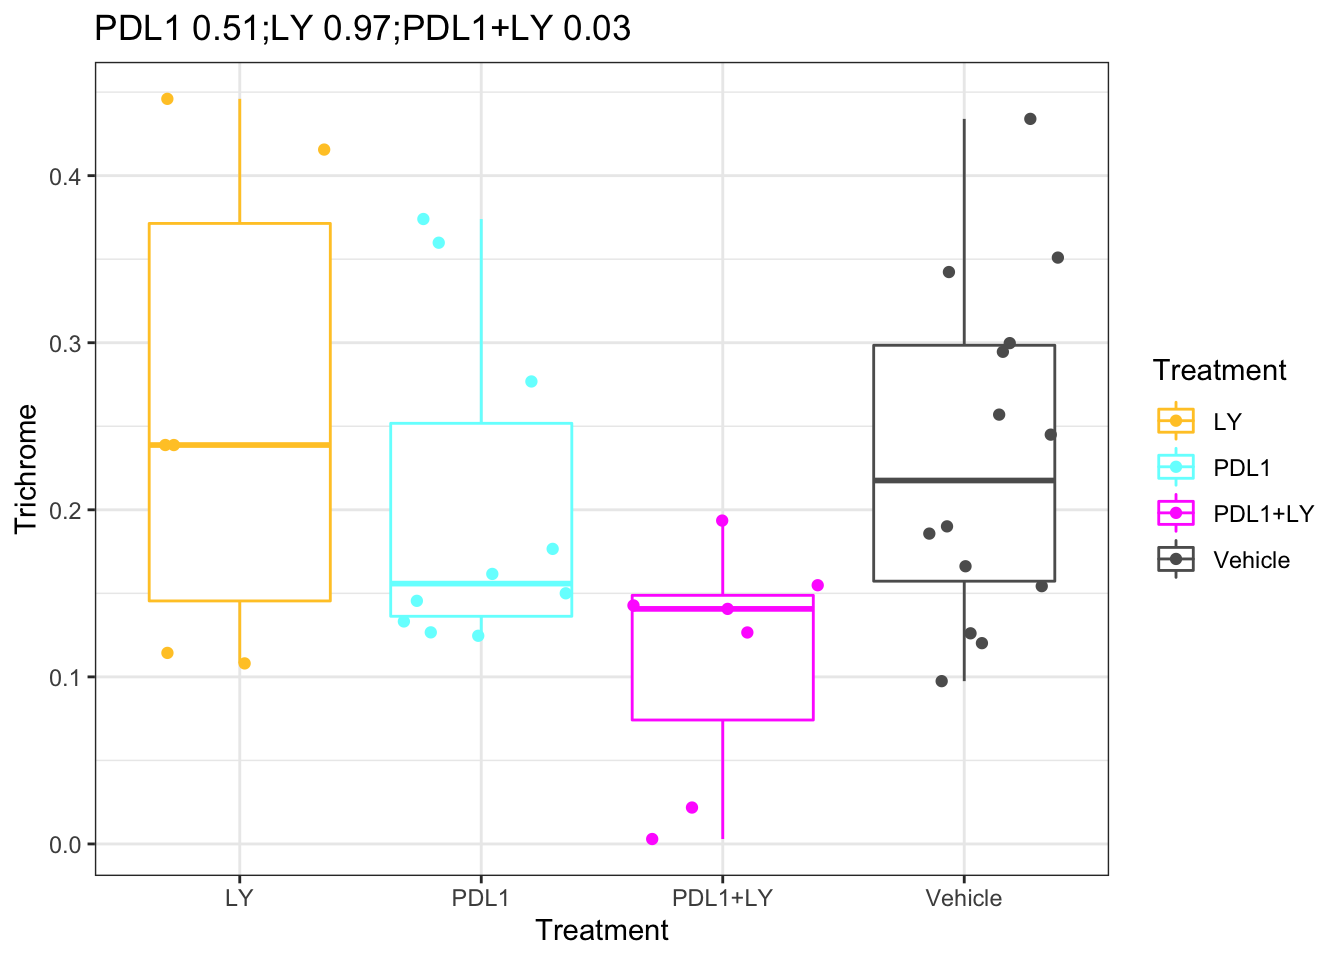 PDL1 0.51;LY 0.97;PDL1+LY 0.03
0.4
0.3
0.2
0.1
0.0
Trichrome
LY PDL1 PDL1+LY Vehicle
Treatment
Treatment
LY
PDL1
PDL1+LY
Vehicle